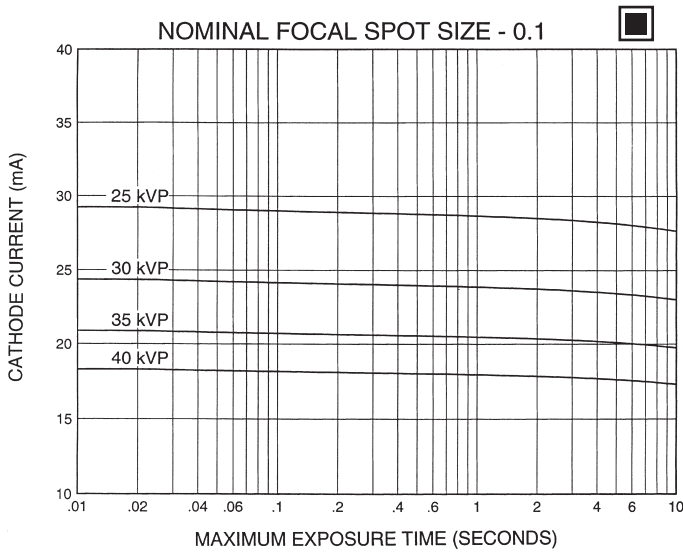 NOMINAL FOCAL SPOT SIZE - 0.1
40
35
30
25
20
15
10
25 kVP
30 kVP
35 kVP
40 kVP
CATHODE CURRENT (mA)
.01 .02 .04 .06 .1 .2 .4 .6 1 2 4 6 10
MAXIMUM EXPOSURE TIME (SECONDS)